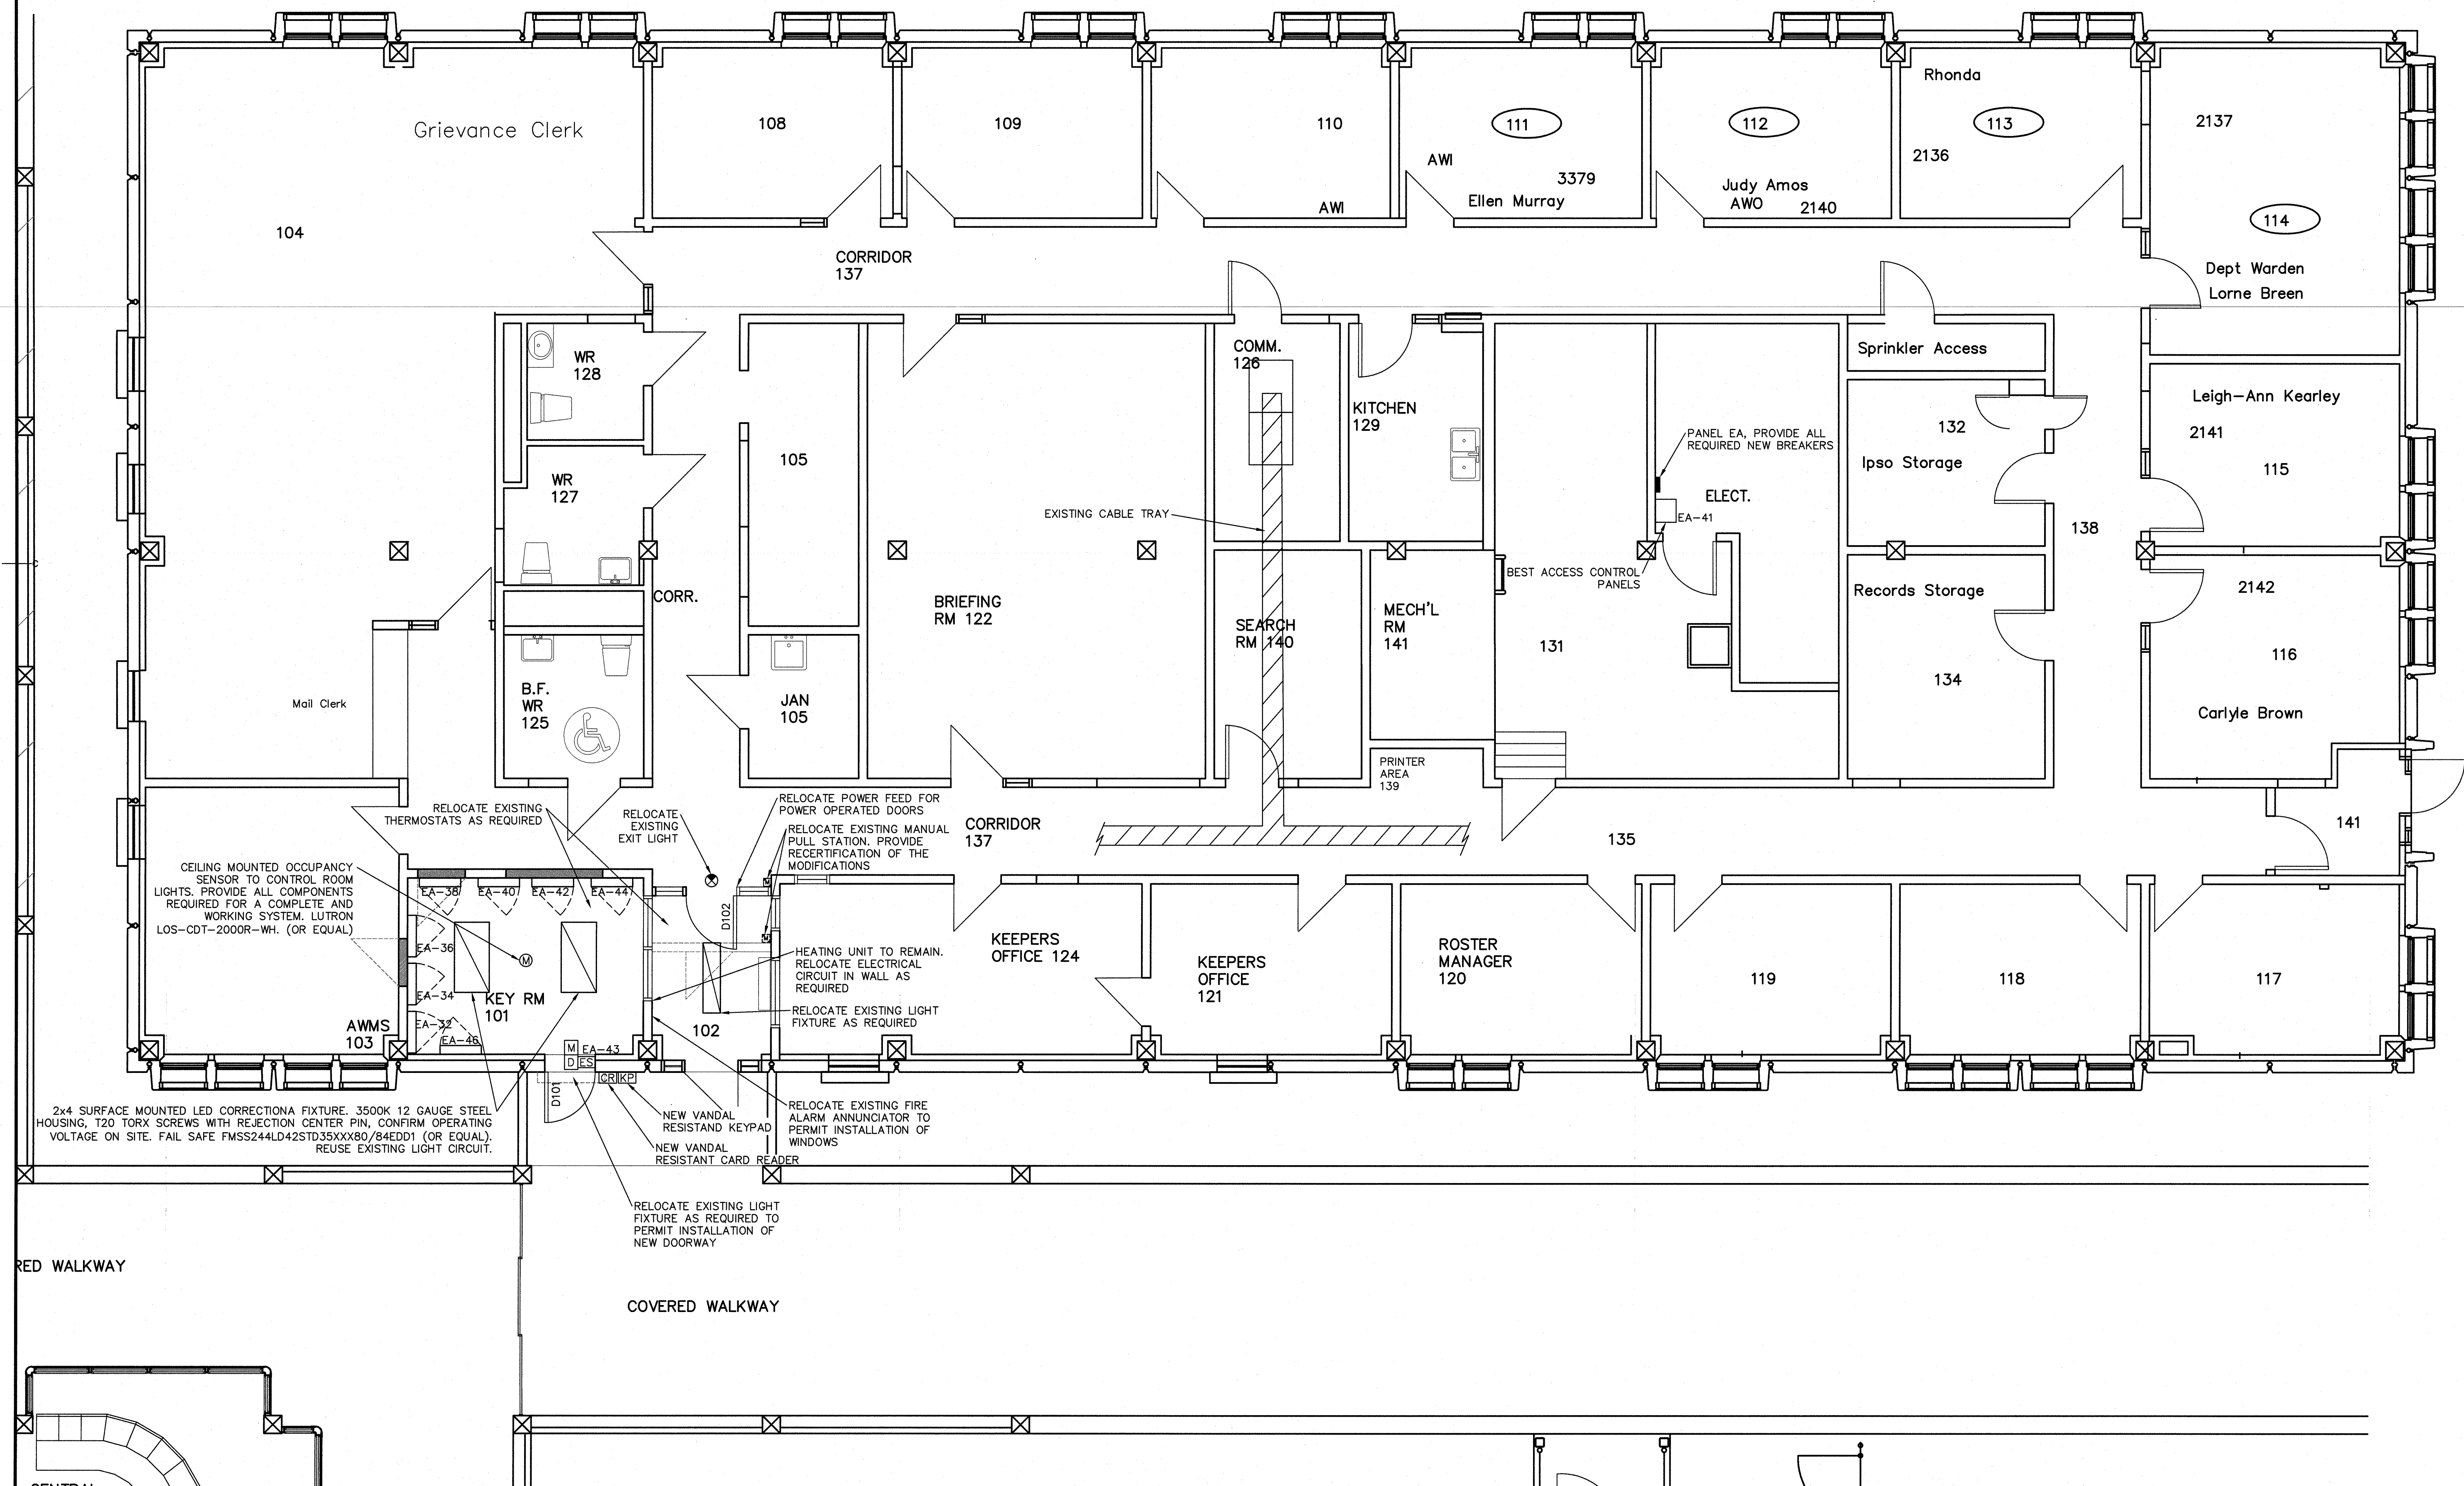 Rhonda
Grievance Clerk
108
109
110
111
112
113
2137
AWI
3379
2136
Ellen Murray
AWI
Judy Amos
AWO
2140
114
104
CORRIDOR
137
Dept Warden
Lorne Breen
WR
128
COMM.
126
Sprinkler Access
KITCHEN
129
Leigh-Ann Kearley
2141
115
105
PANEL EA, PROVIDE ALL
REQUIRED NEW BREAKERS
132
Ipso Storage
WR
127
ELECT.
EXISTING CABLE TRAY
EA-41
138
BEST ACCESS CONTROL
PANELS
CORR.
BRIEFING
RM 122
SEARCH
RM 140
MECH'L
RM
141
131
Records Storage
134
2142
116
Carlyle Brown
B.F.
WR
125
JAN
105
Mail Clerk
PRINTER
AREA
139
RELOCATE EXISTING
THERMOSTATS AS REQUIRED
RELOCATE
EXISTING
EXIT LIGHT
RELOCATE POWER FEED FOR
POWER OPERATED DOORS
RELOCATE EXISTING MANUAL
PULL STATION. PROVIDE
RECERTIFICATION OF THE
MODIFICATIONS
CORRIDOR
137
135
141
CEILING MOUNTED OCCUPANCY
SENSOR TO CONTROL ROOM
LIGHTS. PROVIDE ALL COMPONENTS
REQUIRED FOR A COMPLETE AND
WORKING SYSTEM. LUTRON
LOS-CDT-2000R-WH. (OR EQUAL)
EA-38
EA-40
EA-42
EA-44
EA-36
EA-34
EA-32
EA-46
M
KEY RM
101
D102
102
HEATING UNIT TO REMAIN.
RELOCATE ELECTRICAL
CIRCUIT IN WALL AS
REQUIRED
RELOCATE EXISTING LIGHT
FIXTURE AS REQUIRED
KEEPERS
OFFICE 124
KEEPERS
OFFICE
121
ROSTER
MANAGER
120
119
118
117
AWMS
103
M
EA-43
D
ES
CR
KP
D101
2x4 SURFACE MOUNTED LED CORRECTIONA FIXTURE. 3500K 12 GAUGE STEEL
HOUSING, T20 TORX SCREWS WITH REJECTION CENTER PIN, CONFIRM OPERATING
VOLTAGE ON SITE. FAIL SAFE FMSS244LD42STD35XXX80/84EDD1 (OR EQUAL).
REUSE EXISTING LIGHT CIRCUIT.
NEW VANDAL
RESISTAND KEYPAD
NEW VANDAL
RESISTANT CARD READER
RELOCATE EXISTING FIRE
ALARM ANNUNCIATOR TO
PERMIT INSTALLATION OF
WINDOWS
RELOCATE EXISTING LIGHT
FIXTURE AS REQUIRED TO
PERMIT INSTALLATION OF
NEW DOORWAY
RED WALKWAY
COVERED WALKWAY